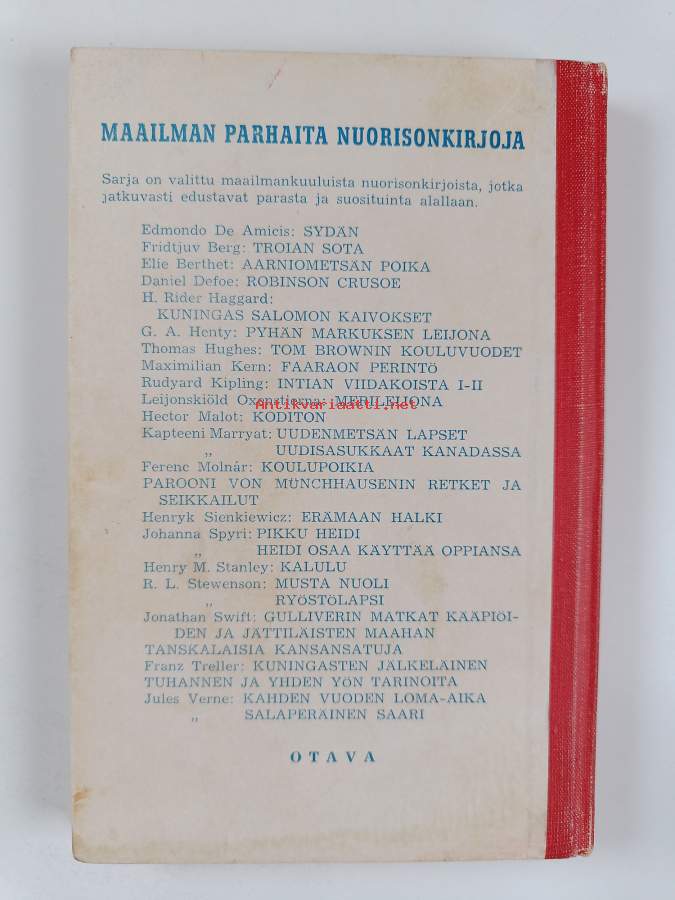 MAAILMAN PARHAITA NUORISONKIRJOJA
Sarja on valittu maailmankuuluista nuorisonkirjoista, jotka
jatkuvasti edustavat parasta ja suosituinta alallaan.
Edmondo De Amicis: SYDÄN
Fridtjuv Berg: TROIAN SOTA
Elie Berthet: AARNIOMETSÄN POIKA
Daniel Defoe: ROBINSON CRUSOE
H. Rider Haggard:
KUNINGAS SALOMON KAIVOKSET
G. A. Henty: PYHÄN MARKUKSEN LEIJONA
Thomas Hughes: TOM BROWNIN KOULUVUODET
Maximilian Kern: FAARAON PERINTÖ
Rudyard Kipling: INTIAN VIIDAKOISTA I-II
Leijonskiöld Oxenstierna: MERILEIJONA
Antikvariaatti.net
Hector Malot: KODITON
Kapteeni Marryat: UUDENMETSÄN LAPSET
„ UUDISASUKKAAT KANADASSA
Ferenc Molnár: KOULUPOIKIA
PAROONI VON MÜNCHHAUSENIN RETKET JA
SEIKKAILUT
Henryk Sienkiewicz: ERÄMAAN HALKI
Johanna Spyri: PIKKU HEIDI
„ HEIDI OSAA KÄYTTÄÄ OPPIANSA
Henry M. Stanley: KALULU
R. L. Stewenson: MUSTA NUOLI
„ RYÖSTÖLAPSI
Jonathan Swift: GULLIVERIN MATKAT KÄÄPIÖI-
DEN JA JÄTTILÄISTEN MAAHAN
TANSKALAISIA KANSANSATUJA
Franz Treller: KUNINGASTEN JÄLKELÄINEN
TUHANNEN JA YHDEN YÖN TARINOITA
Jules Verne: KAHDEN VUODEN LOMA-AIKA
„ SALAPERÄINEN SAARI
OTAVA